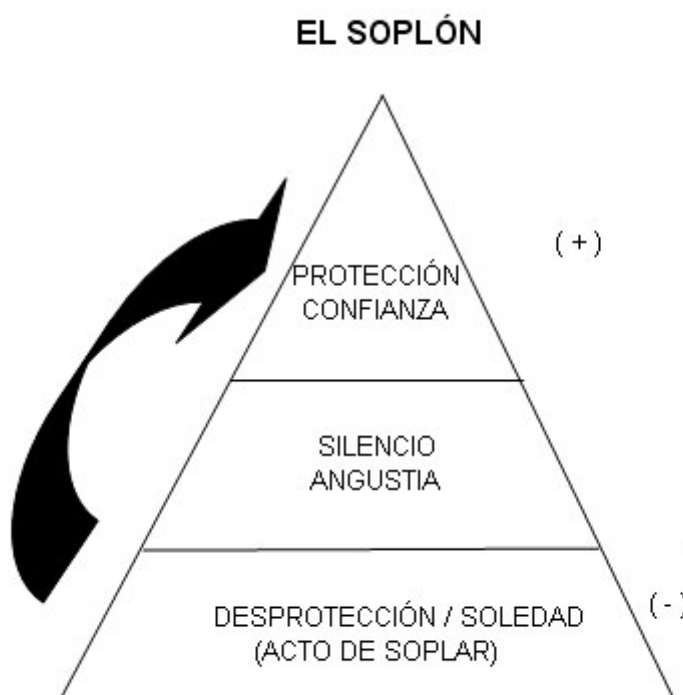 EL SOPLÓN
( + )
PROTECCIÓN
CONFIANZA
SILENCIO
ANGUSTIA
DESPROTECCIÓN / SOLEDAD
(ACTO DE SOPLAR)
( - )